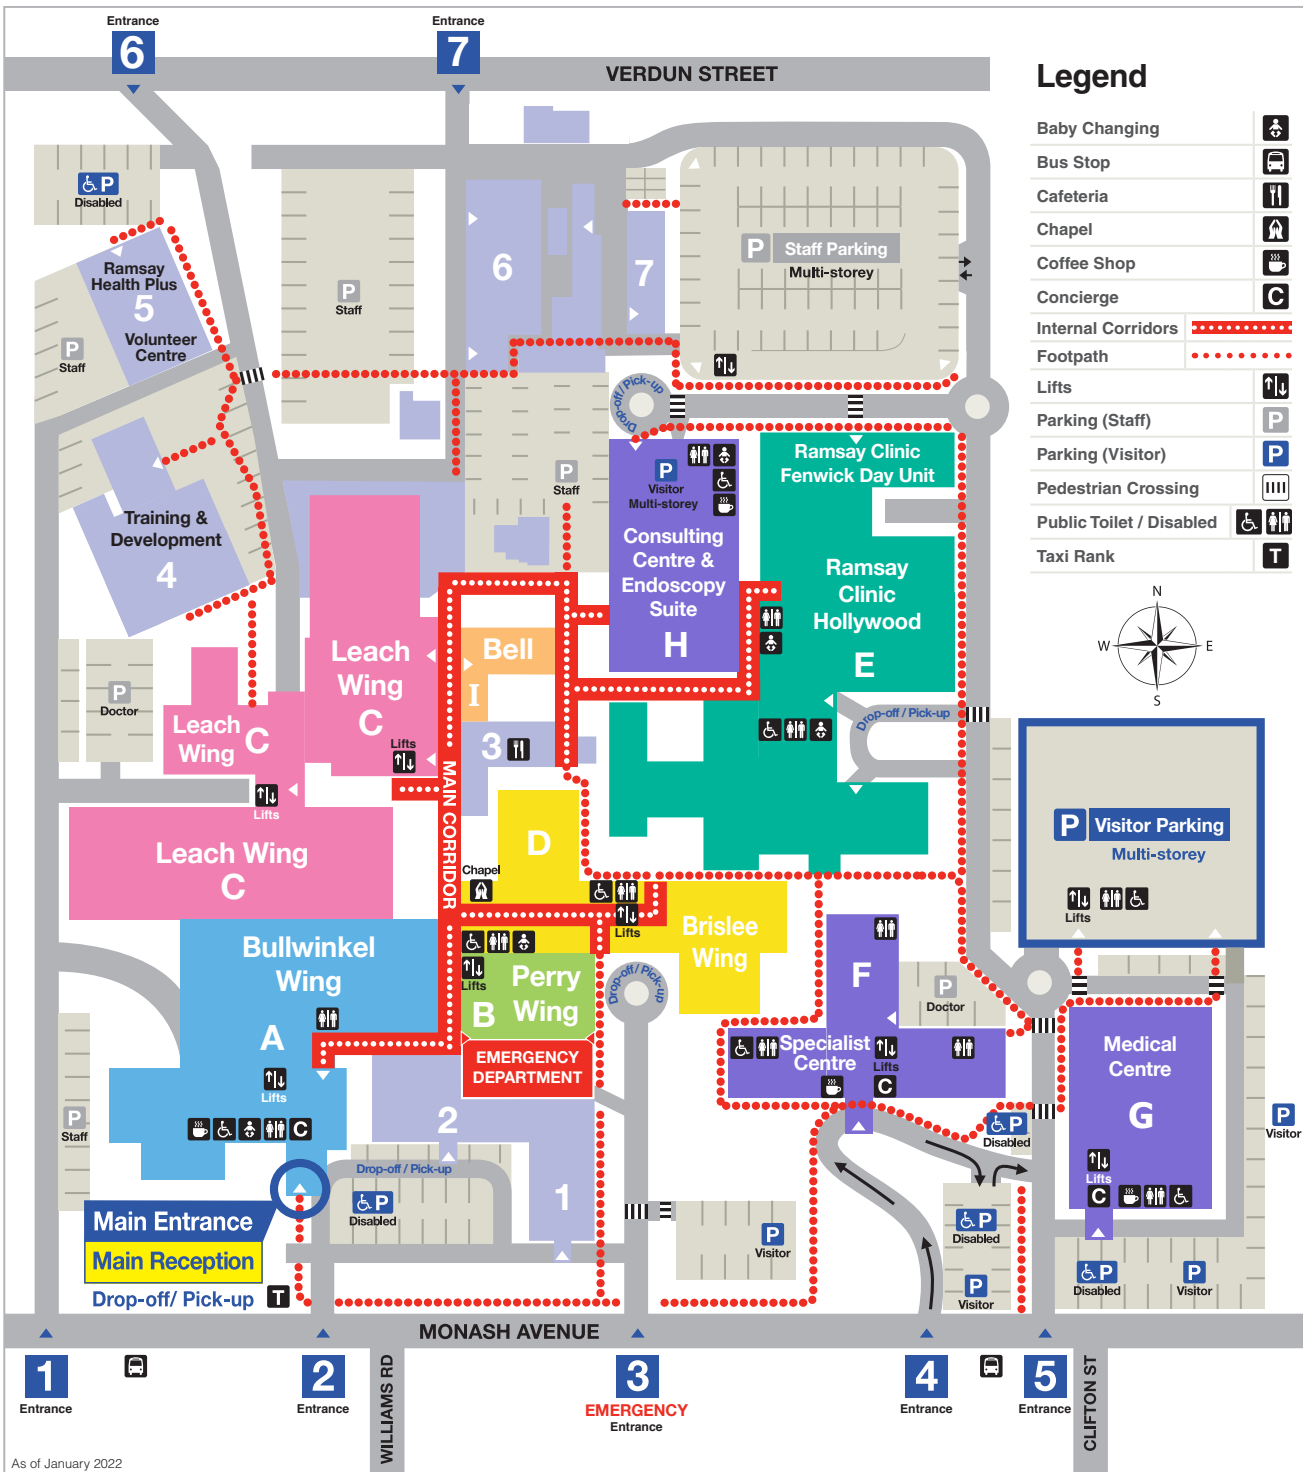 Entrance
6
Entrance
7
VERDUN STREET
Legend
Baby Changing
Bus Stop
Cafeteria
Chapel
Coffee Shop
Concierge
C
Internal Corridors
Footpath
Lifts
Parking (Staff)
P
Parking (Visitor)
P
Pedestrian Crossing
Public Toilet / Disabled
Taxi Rank
T
N
W
E
S
P
Disabled
Ramsay
Health Plus
5
Volunteer
Centre
P
Staff
P
Staff
6
7
P
Staff Parking
Multi-storey
Drop-off / Pick-up
Training &
Development
4
P
Staff
P
Visitor
Multi-storey
Consulting
Centre &
Endoscopy
Suite
H
Ramsay Clinic
Fenwick Day Unit
Ramsay
Clinic
Hollywood
E
Drop-off / Pick-up
P
Doctor
Leach
Wing
C
Leach
Wing
C
Lifts
Lifts
Leach Wing
C
Bell
I
3
MAIN CORRIDOR
D
Chapel
Lifts
Brislee
Wing
P
Visitor Parking
Multi-storey
Lifts
Bullwinkel
Wing
A
Lifts
C
Lifts
Perry
Wing
B
EMERGENCY
DEPARTMENT
Drop-off / Pick-up
F
P
Doctor
Specialist
Centre
Lifts
C
Medical
Centre
G
Lifts
C
P
Visitor
P
Disabled
P
Staff
2
Drop-off / Pick-up
P
Disabled
1
P
Visitor
P
Disabled
P
Visitor
P
Disabled
P
Visitor
Main Entrance
Main Reception
Drop-off/ Pick-up
T
MONASH AVENUE
1
Entrance
2
Entrance
WILLIAMS RD
3
EMERGENCY
Entrance
4
Entrance
5
Entrance
CLIFTON ST
As of January 2022